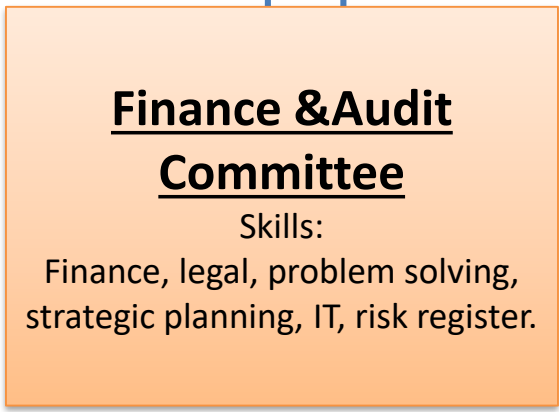 Finance &Audit
Committee
Skills:
Finance, legal, problem solving,
strategic planning, IT, risk register.